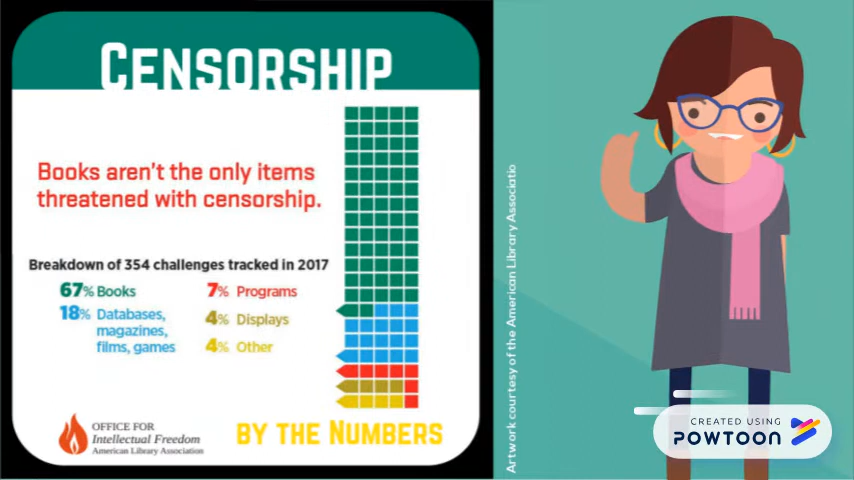 CENSORSHIP
Books aren't the only items
threatened with censorship.
Breakdown of 354 challenges tracked in 2017
67% Books
18% Databases,
magazines,
films, games
7% Programs
4% Displays
4% Other
OFFICE FOR
Intellectual Freedom
American Library Association
BY THE NUMBERS
Artwork courtesy of the American Library Associatio
CREATED USING
POWTOON